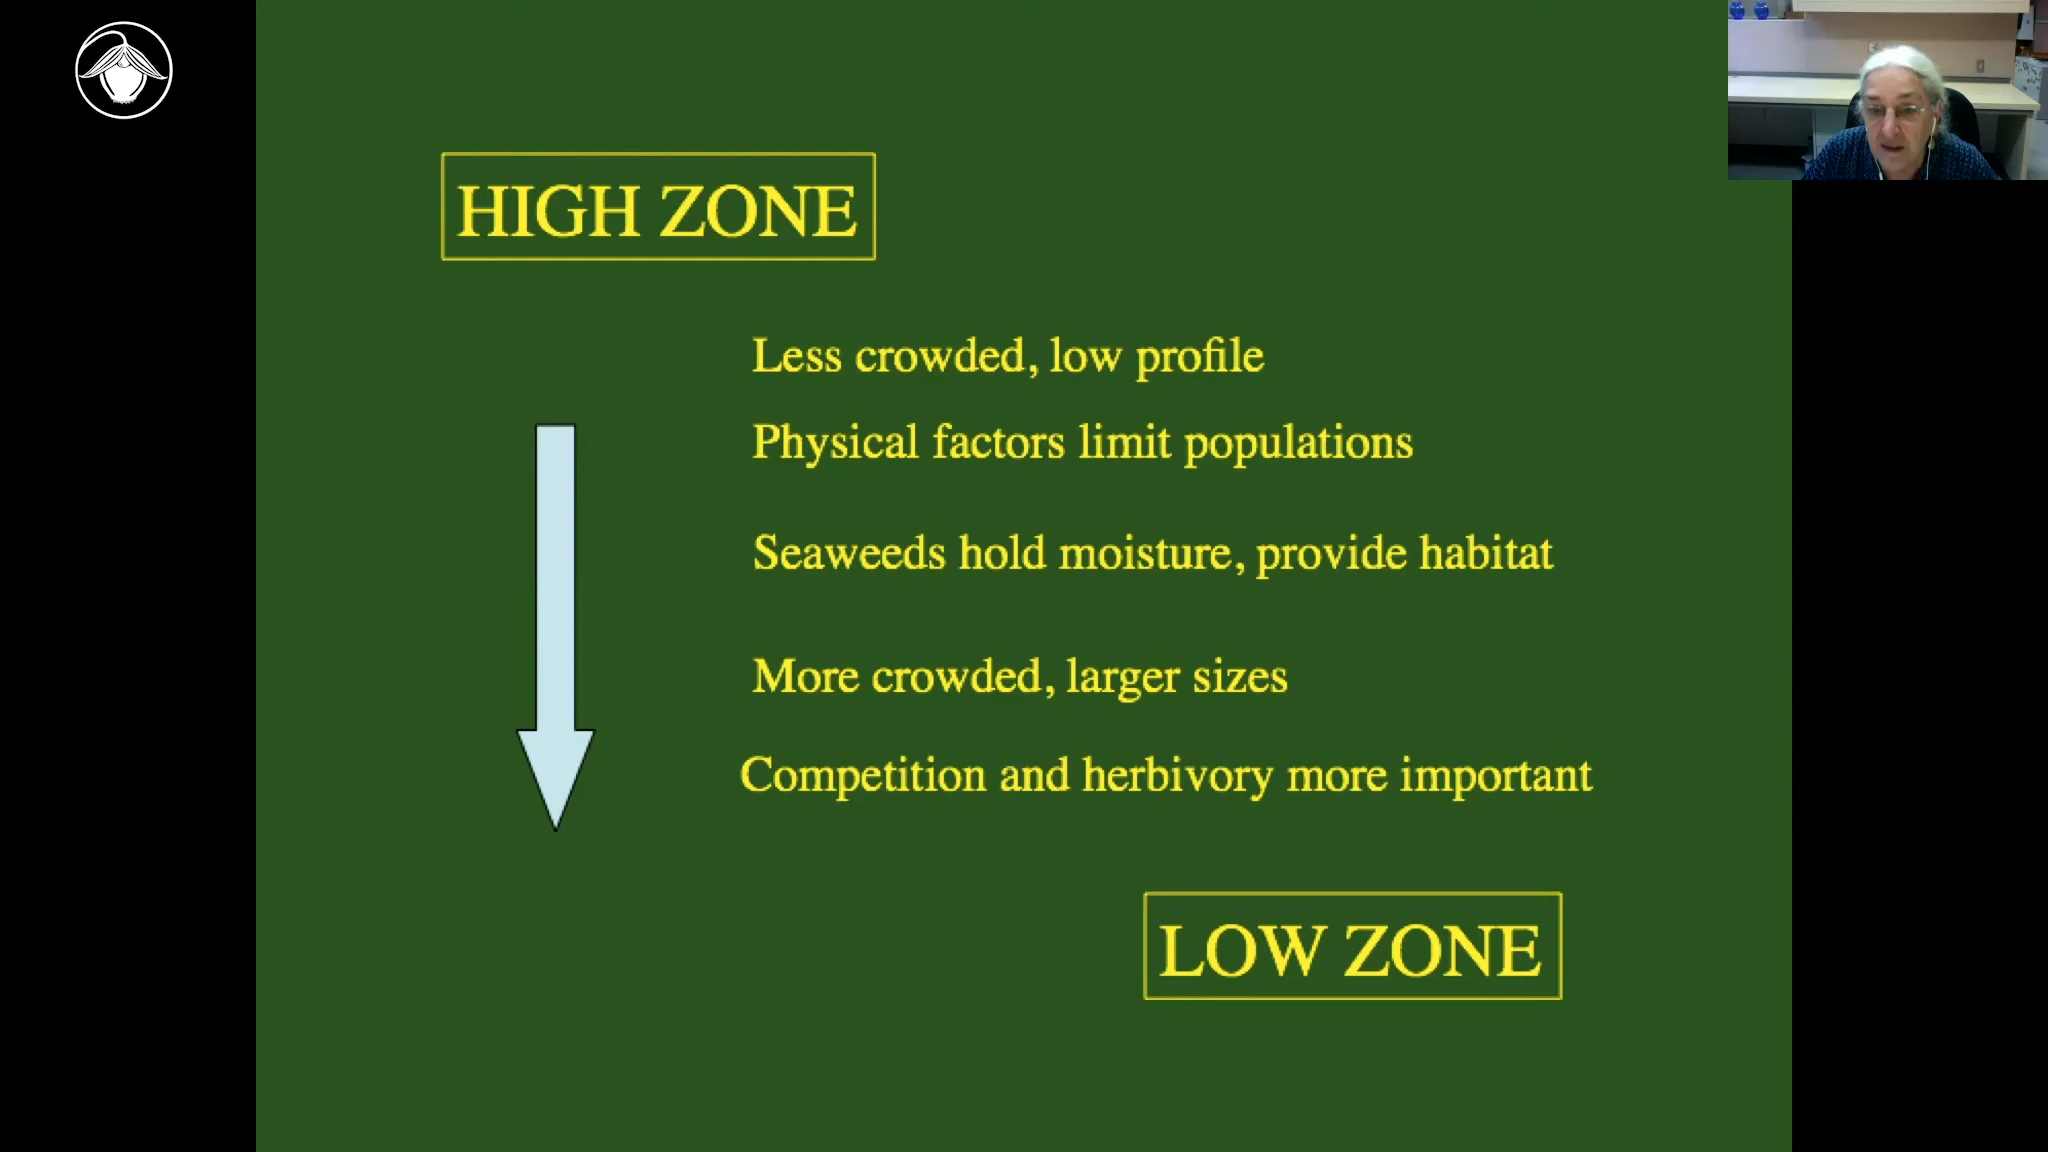 HIGH ZONE
Less crowded, low profile
Physical factors limit populations
Seaweeds hold moisture, provide habitat
More crowded, larger sizes
Competition and herbivory more important
LOW ZONE